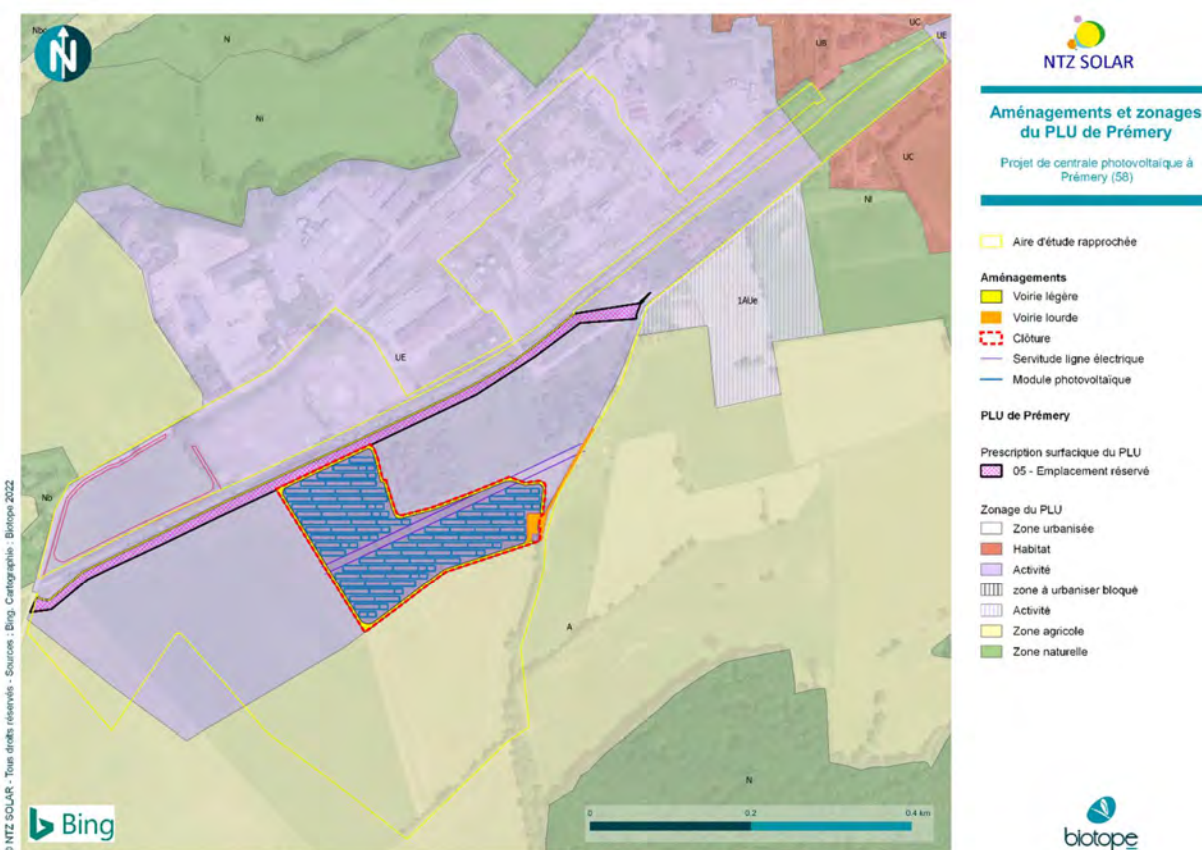 Nbc
N
UC
UE
UB
Ni
UC
Nl
1AUe
UE
Nb
A
N
N
Bing
0
0.2
0.4 km
© NTZ SOLAR - Tous droits réservés - Sources : Bing, Cartographie : Biotope 2022
NTZ SOLAR
Aménagements et zonages
du PLU de Prémery
Projet de centrale photovoltaïque à
Prémery (58)
Aire d'étude rapprochée
Aménagements
Voirie légère
Voirie lourde
Clôture
Servitude ligne électrique
Module photovoltaïque
PLU de Prémery
Prescription surfacique du PLU
05 - Emplacement réservé
Zonage du PLU
Zone urbanisée
Habitat
Activité
zone à urbaniser bloqué
Activité
Zone agricole
Zone naturelle
biotope